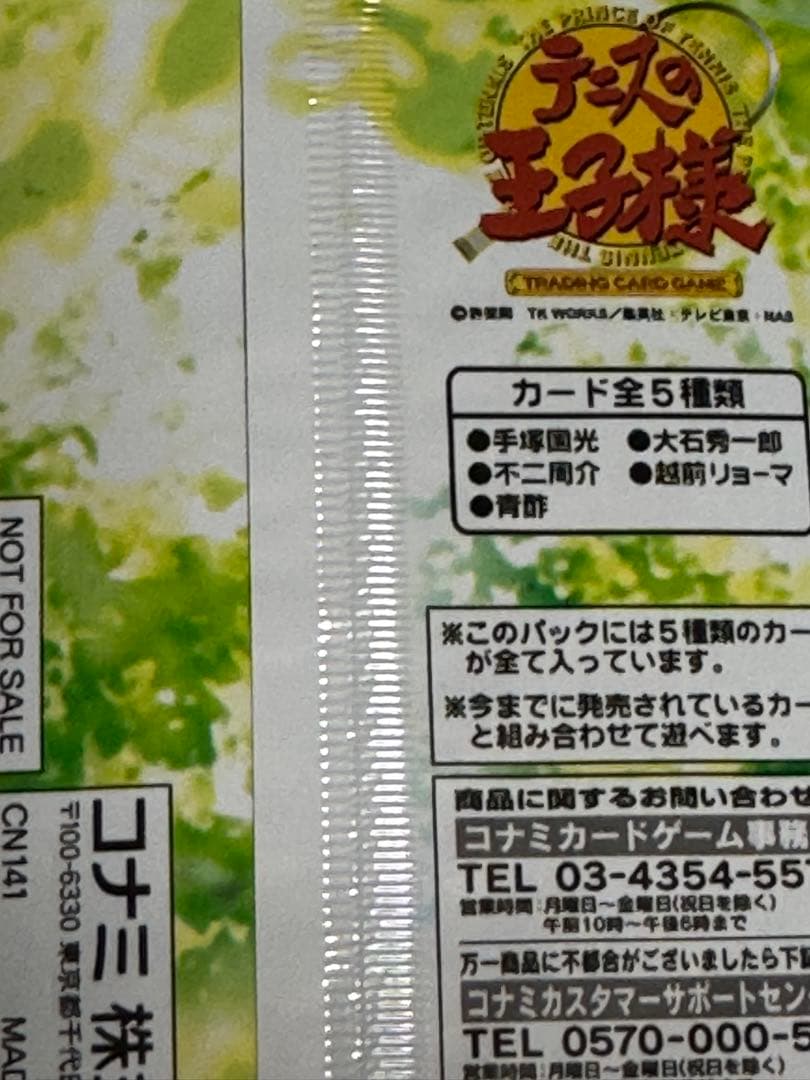 THE PRINCE OF TENNIS
テニスの
王子様
TRADING CARD GAME
©許斐剛 TK WORKS／集英社・テレビ東京・NAS
カード全5種類
●手塚国光 ●大石秀一郎
●不二周介 ●越前リョーマ
●青酢
※このパックには5種類のカー
が全て入っています。
※今までに発売されているカー
と組み合わせて遊べます。
商品に関するお問い合わせ
コナミカードゲーム事務
TEL 03-4354-55
営業時間:月曜日～金曜日(祝日を除く)
午前10時～午後6時まで
万一商品に不都合がございましたら下記
コナミカスタマーサポートセン
TEL 0570-000-5
営業時間:月曜日～金曜日(祝日を除く)
NOT FOR SALE
コナミ 株
〒100-6330 東京都千代田
CN141
MAD